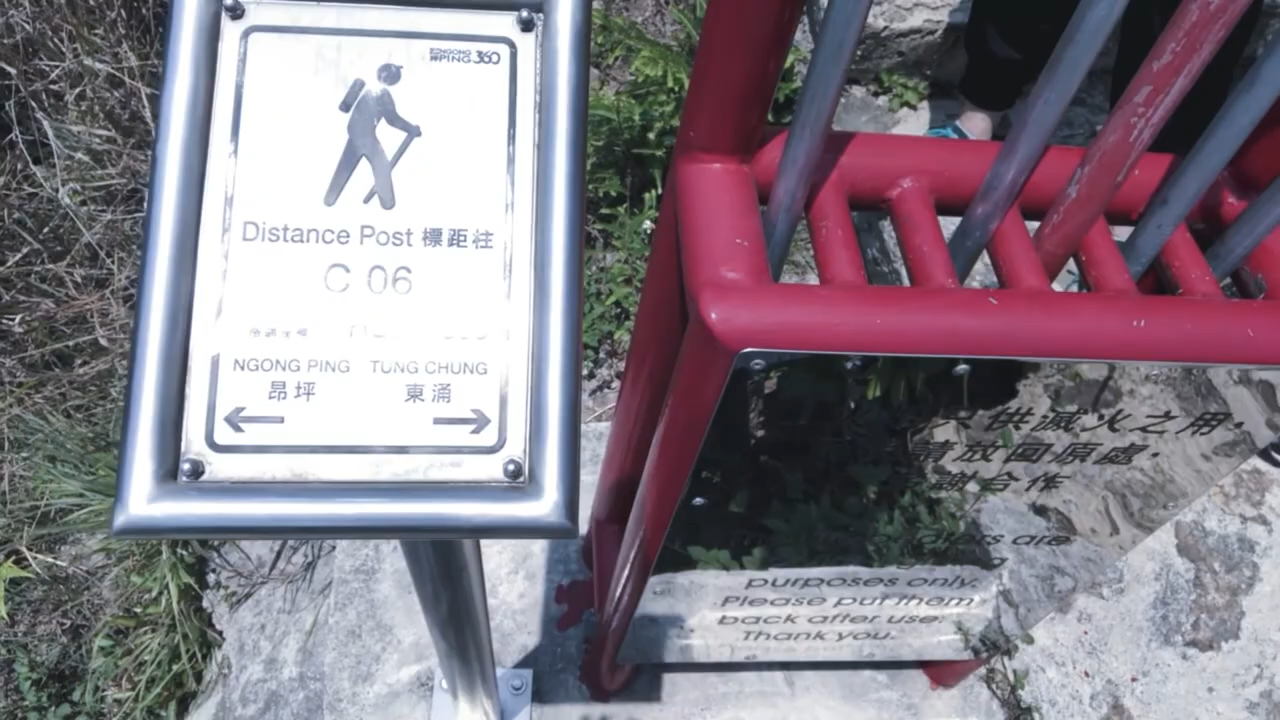 NGONG
PING 360
Distance Post 標距柱
C 06
NGONG PING TUNG CHUNG
昂坪 東涌
只供滅火之用,
請放回原處,
多謝合作
are
purposes only.
Please put them
back after use.
Thank you.